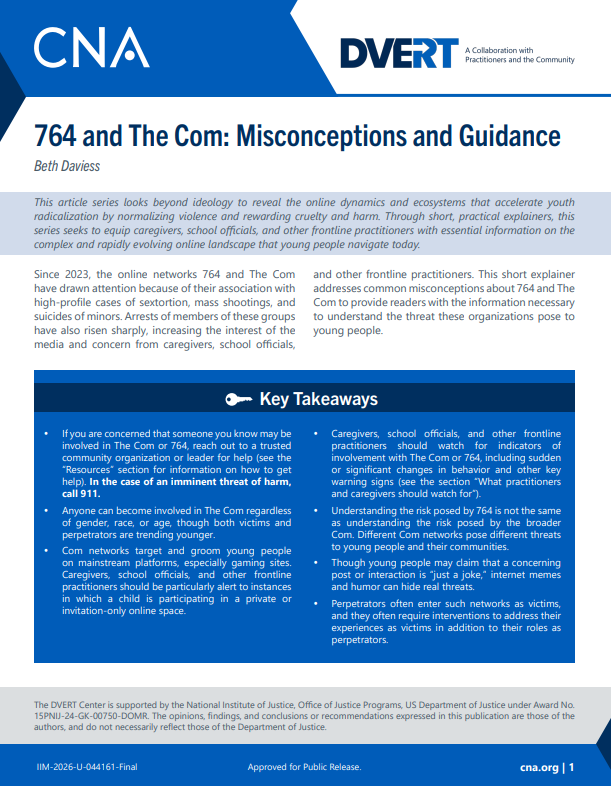 CNA
DVERT
A Collaboration with
Practitioners and the Community
764 and The Com: Misconceptions and Guidance
Beth Daviess
This article series looks beyond ideology to reveal the online dynamics and ecosystems that accelerate youth
radicalization by normalizing violence and rewarding cruelty and harm. Through short, practical explainers, this
series seeks to equip caregivers, school officials, and other frontline practitioners with essential information on the
complex and rapidly evolving online landscape that young people navigate today.
Since 2023, the online networks 764 and The Com
have drawn attention because of their association with
high-profile cases of sextortion, mass shootings, and
suicides of minors. Arrests of members of these groups
have also risen sharply, increasing the interest of the
media and concern from caregivers, school officials,
and other frontline practitioners. This short explainer
addresses common misconceptions about 764 and The
Com to provide readers with the information necessary
to understand the threat these organizations pose to
young people.
Key Takeaways
• If you are concerned that someone you know may be
involved in The Com or 764, reach out to a trusted
community organization or leader for help (see the
"Resources" section for information on how to get
help). In the case of an imminent threat of harm,
call 911.
• Anyone can become involved in The Com regardless
of gender, race, or age, though both victims and
perpetrators are trending younger.
• Com networks target and groom young people
on mainstream platforms, especially gaming sites.
Caregivers, school officials, and other frontline
practitioners should be particularly alert to instances
in which a child is participating in a private or
invitation-only online space.
• Caregivers, school officials, and other frontline
practitioners should watch for indicators of
involvement with The Com or 764, including sudden
or significant changes in behavior and other key
warning signs (see the section "What practitioners
and caregivers should watch for").
• Understanding the risk posed by 764 is not the same
as understanding the risk posed by the broader
Com. Different Com networks pose different threats
to young people and their communities.
• Though young people may claim that a concerning
post or interaction is "just a joke," internet memes
and humor can hide real threats.
• Perpetrators often enter such networks as victims,
and they often require interventions to address their
experiences as victims in addition to their roles as
perpetrators.
The DVERT Center is supported by the National Institute of Justice, Office of Justice Programs, US Department of Justice under Award No.
15PNIJ-24-GK-00750-DOMR. The opinions, findings, and conclusions or recommendations expressed in this publication are those of the
authors, and do not necessarily reflect those of the Department of Justice.
IIM-2026-U-044161-Final
Approved for Public Release.
cna.org | 1